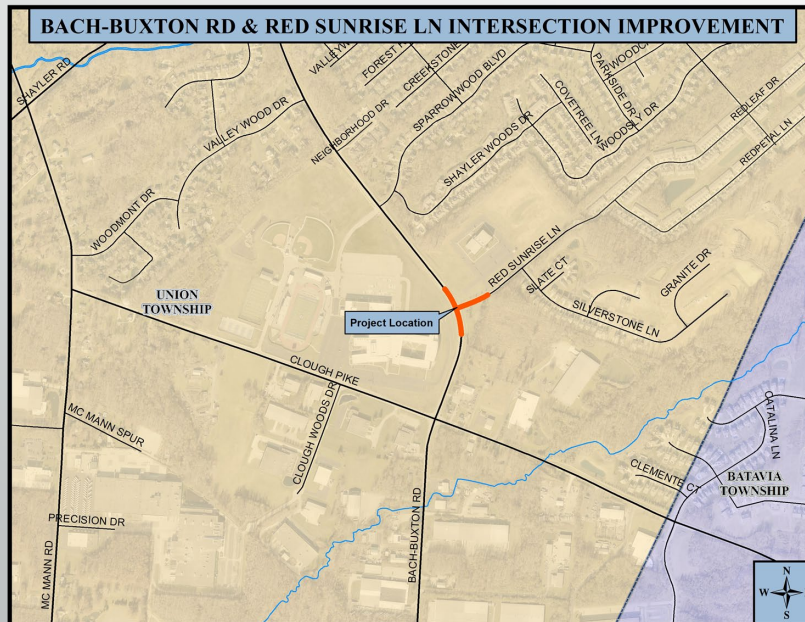 BACH-BUXTON RD & RED SUNRISE LN INTERSECTION IMPROVEMENT
SHAYLER RD
VALLEY WOOD DR
FOREST
CREEKSTONE
NEIGHBORHOOD DR
SPARROWWOOD BLVD
SHAYLER WOODS DR
COVETREE LN
PARKSIDE DR
WOODSLY DR
REDLEAF DR
REDPETAL LN
WOODMONT DR
UNION
TOWNSHIP
RED SUNRISE LN
SLATE CT
GRANITE DR
SILVERSTONE LN
Project Location
CLOUGH PIKE
CLOUGH WOODS DR
MC MANN SPUR
PRECISION DR
MC MANN RD
BACH-BUXTON RD
CLEMENTE CT
CATALINA LN
BATAVIA
TOWNSHIP
N
W
E
S